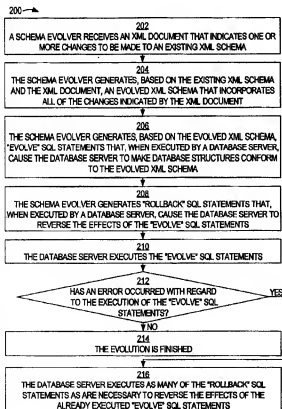 200
202
A SCHEMA EVOLVER RECEIVES AN XML DOCUMENT THAT INDICATES ONE OR
MORE CHANGES TO BE MADE TO AN EXISTING XML SCHEMA
204
THE SCHEMA EVOLVER GENERATES, BASED ON THE EXISTING XML SCHEMA
AND THE XML DOCUMENT, AN EVOLVED XML SCHEMA THAT INCORPORATES
ALL OF THE CHANGES INDICATED BY THE XML DOCUMENT
206
THE SCHEMA EVOLVER GENERATES, BASED ON THE EVOLVED XML SCHEMA,
"EVOLVE" SQL STATEMENTS THAT, WHEN EXECUTED BY A DATABASE SERVER,
CAUSE THE DATABASE SERVER TO MAKE DATABASE STRUCTURES CONFORM
TO THE EVOLVED XML SCHEMA
208
THE SCHEMA EVOLVER GENERATES "ROLLBACK" SQL STATEMENTS THAT,
WHEN EXECUTED BY A DATABASE SERVER, CAUSE THE DATABASE SERVER TO
REVERSE THE EFFECTS OF THE "EVOLVE" SQL STATEMENTS
210
THE DATABASE SERVER EXECUTES THE "EVOLVE" SQL STATEMENTS
212
HAS AN ERROR OCCURRED WITH REGARD
TO THE EXECUTION OF THE "EVOLVE" SQL
STATEMENTS?
YES
NO
214
THE EVOLUTION IS FINISHED
216
THE DATABASE SERVER EXECUTES AS MANY OF THE "ROLLBACK" SQL
STATEMENTS AS ARE NECESSARY TO REVERSE THE EFFECTS OF THE
ALREADY EXECUTED "EVOLVE" SQL STATEMENTS